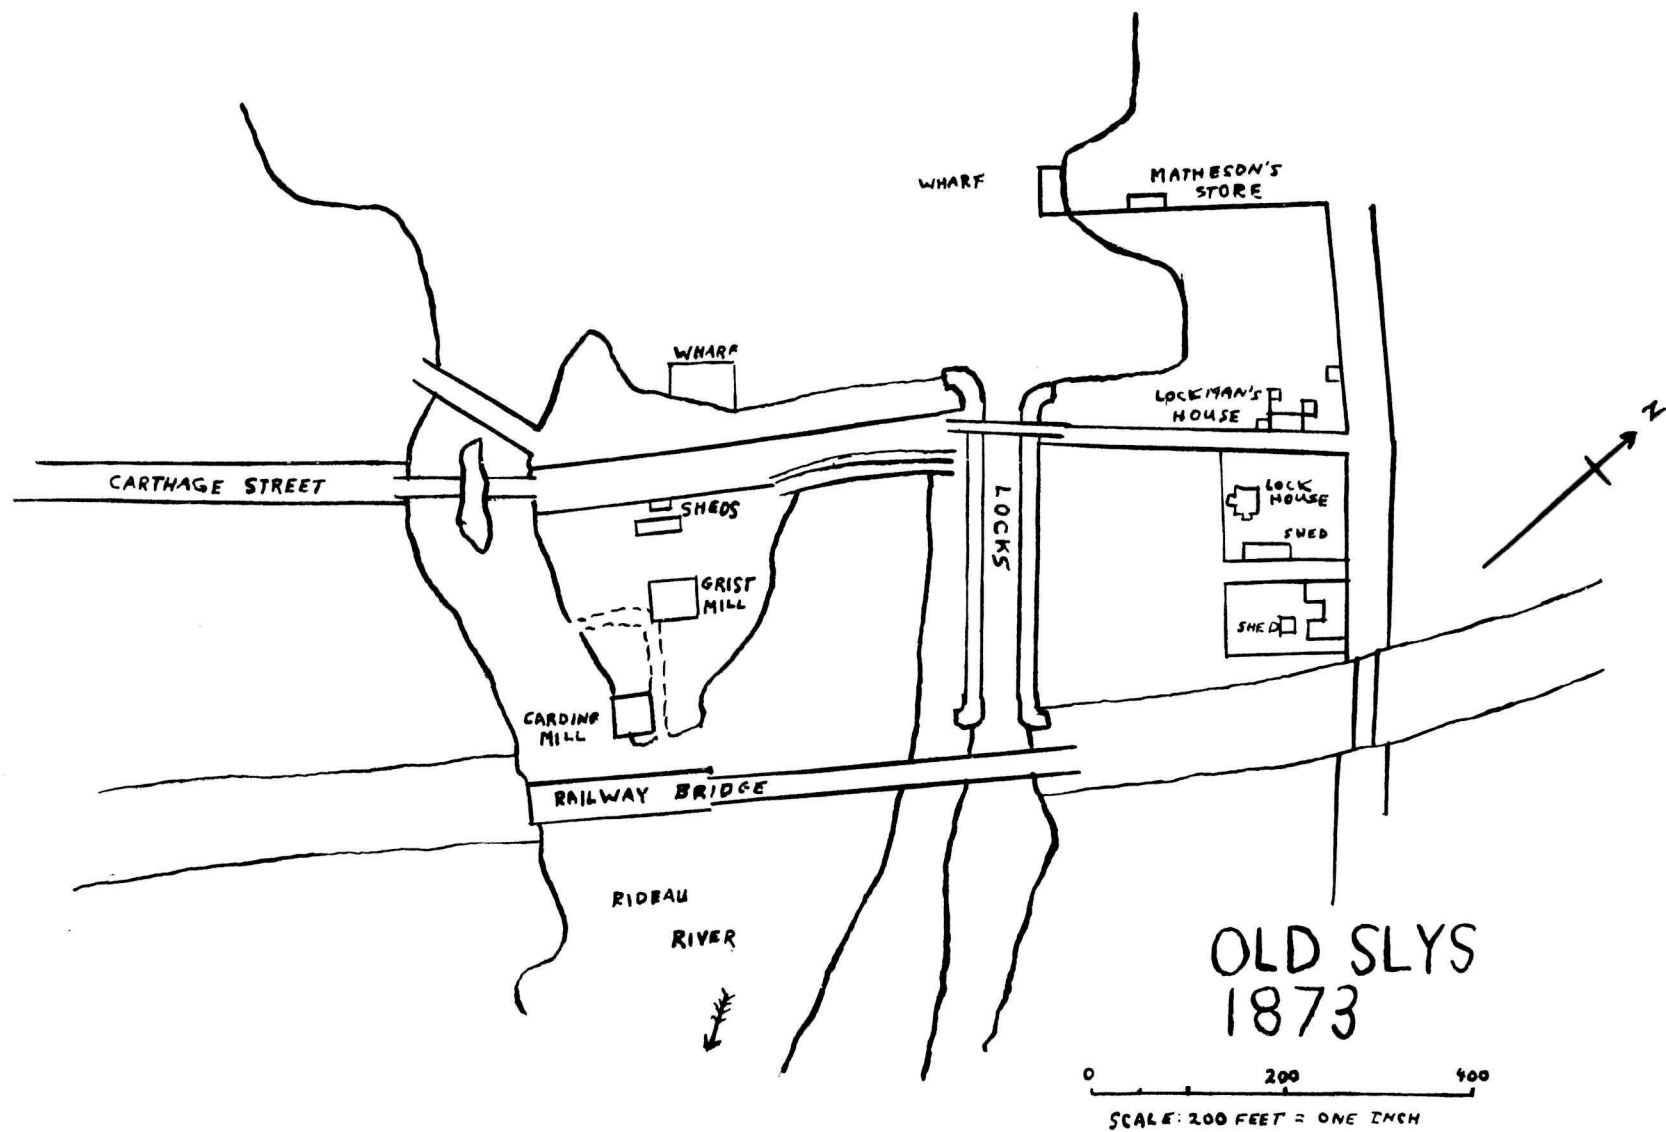 WHARF
MATHESON'S
STORE
WHARF
LOCKMAN'S
HOUSE
N
CARTHAGE STREET
LOCK
HOUSE
SHEDS
LOCKS
SHED
GRIST
MILL
SHED
CARDING
MILL
RAILWAY BRIDGE
RIDEAU
RIVER
OLD SLYS
1873
0 200 400
SCALE: 200 FEET = ONE INCH